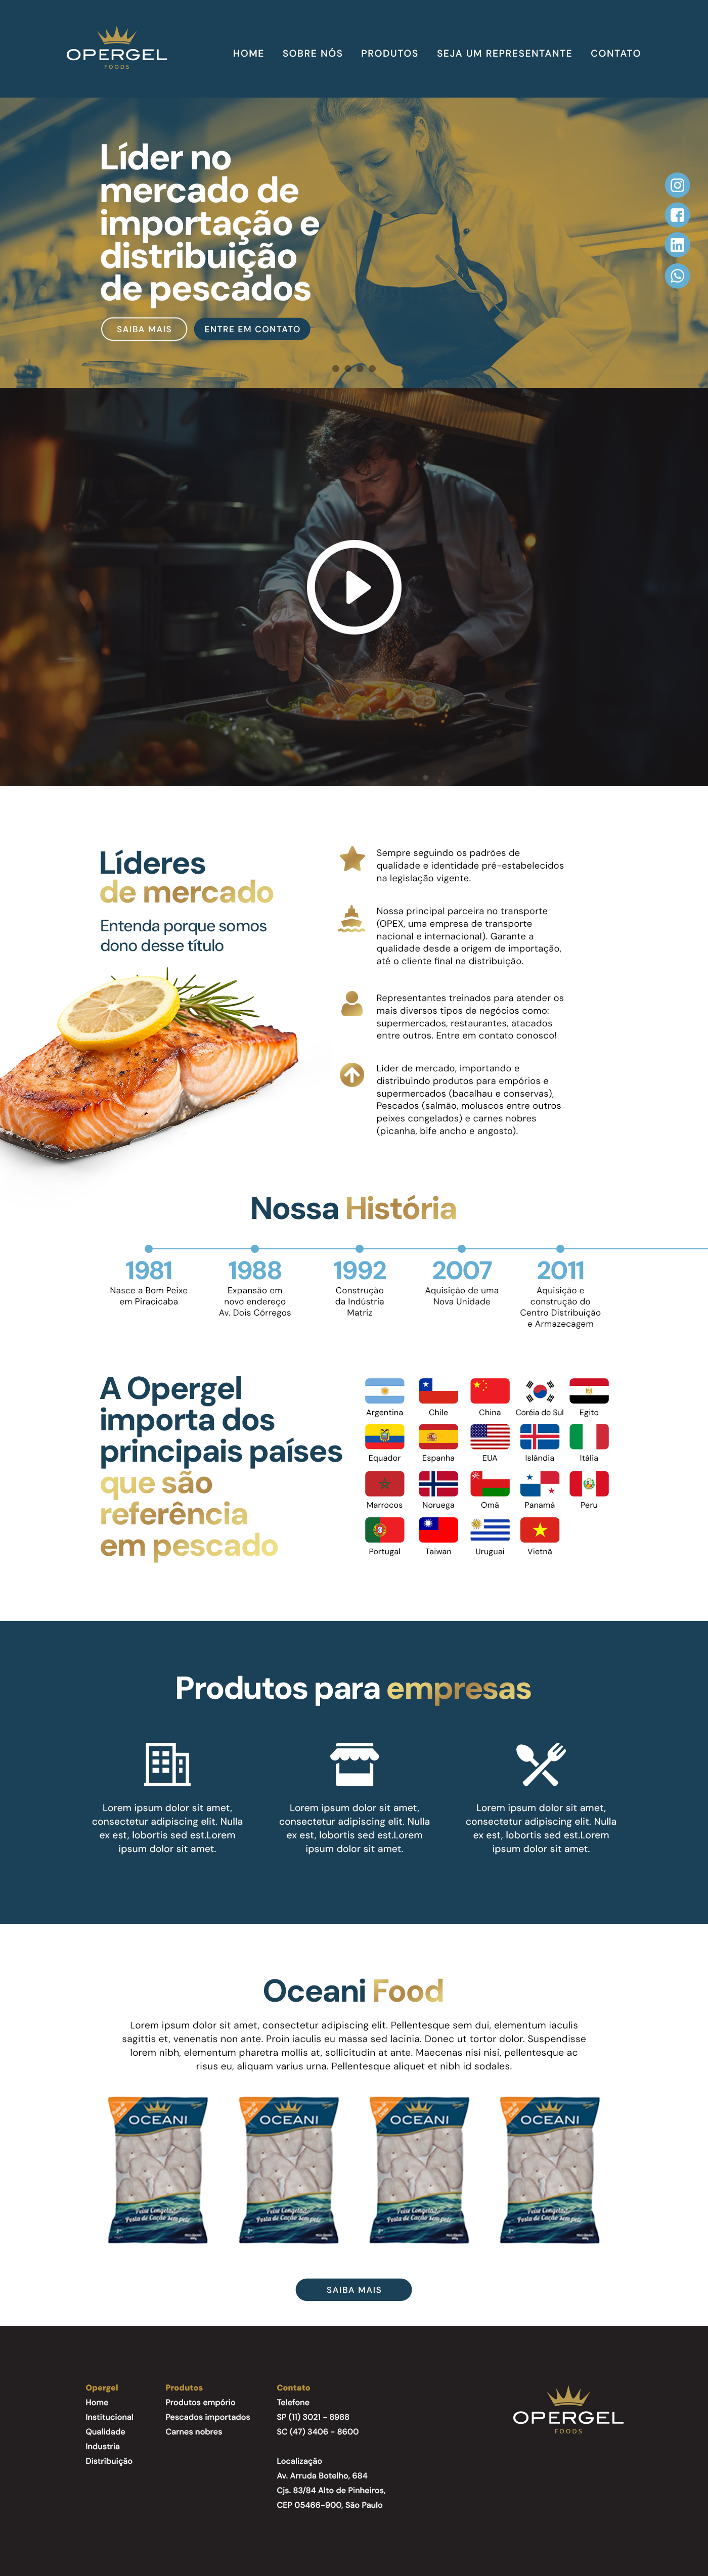 OPERGEL
FOODS
HOME SOBRE NÓS PRODUTOS SEJA UM REPRESENTANTE CONTATO
Líder no
mercado de
importação e
distribuição
de pescados
SAIBA MAIS ENTRE EM CONTATO
Líderes
de mercado
Entenda porque somos
dono desse título
Sempre seguindo os padrões de
qualidade e identidade pré-estabelecidos
na legislação vigente.
Nossa principal parceira no transporte
(OPEX, uma empresa de transporte
nacional e internacional). Garante a
qualidade desde a origem de importação,
até o cliente final na distribuição.
Representantes treinados para atender os
mais diversos tipos de negócios como:
supermercados, restaurantes, atacados
entre outros. Entre em contato conosco!
Líder de mercado, importando e
distribuindo produtos para empórios e
supermercados (bacalhau e conservas),
Pescados (salmão, moluscos entre outros
peixes congelados) e carnes nobres
(picanha, bife ancho e angosto).
Nossa História
1981
Nasce a Bom Peixe
em Piracicaba
1988
Expansão em
novo endereço
Av. Dois Córregos
1992
Construção
da Indústria
Matriz
2007
Aquisição de uma
Nova Unidade
2011
Aquisição e
construção do
Centro Distribuição
e Armazecagem
A Opergel
importa dos
principais países
que são
referência
em pescado
Argentina Chile China Coréia do Sul Egito
Equador Espanha EUA Islândia Itália
Marrocos Noruega Omã Panamá Peru
Portugal Taiwan Uruguai Vietnã
Produtos para empresas
Lorem ipsum dolor sit amet,
consectetur adipiscing elit. Nulla
ex est, lobortis sed est.Lorem
ipsum dolor sit amet.
Lorem ipsum dolor sit amet,
consectetur adipiscing elit. Nulla
ex est, lobortis sed est.Lorem
ipsum dolor sit amet.
Lorem ipsum dolor sit amet,
consectetur adipiscing elit. Nulla
ex est, lobortis sed est.Lorem
ipsum dolor sit amet.
Oceani Food
Lorem ipsum dolor sit amet, consectetur adipiscing elit. Pellentesque sem dui, elementum iaculis
sagittis et, venenatis non ante. Proin iaculis eu massa sed lacinia. Donec ut tortor dolor. Suspendisse
lorem nibh, elementum pharetra mollis at, sollicitudin at ante. Maecenas nisi nisi, pellentesque ac
risus eu, aliquam varius urna. Pellentesque aliquet et nibh id sodales.
OCEANI
Peixe Congelado
Posta de Cação Sem pele
OCEANI
Peixe Congelado
Posta de Cação Sem pele
OCEANI
Peixe Congelado
Posta de Cação Sem pele
OCEANI
Peixe Congelado
Posta de Cação Sem pele
SAIBA MAIS
Opergel
Home
Institucional
Qualidade
Industria
Distribuição
Produtos
Produtos empório
Pescados importados
Carnes nobres
Contato
Telefone
SP (11) 3021 - 8988
SC (47) 3406 - 8600
Localização
Av. Arruda Botelho, 684
Cjs. 83/84 Alto de Pinheiros,
CEP 05466-900, São Paulo
OPERGEL
FOODS